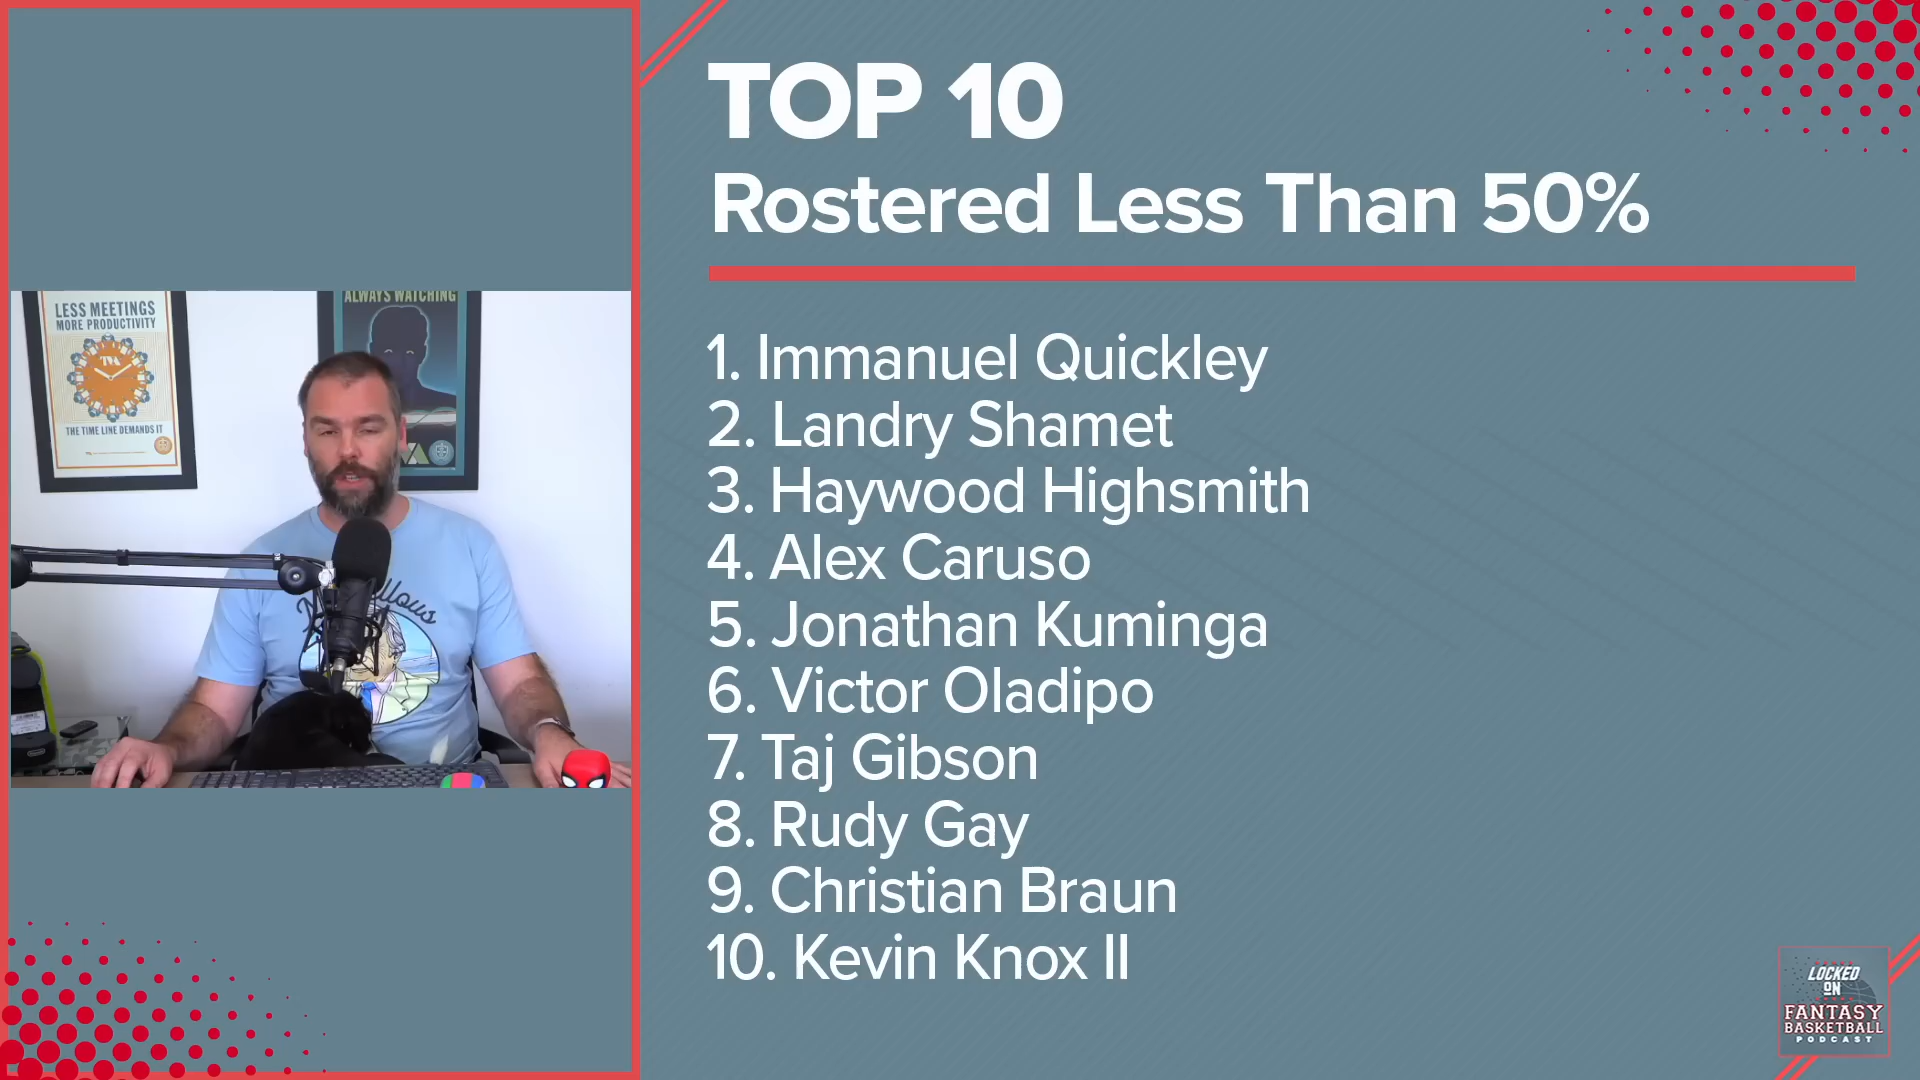 TOP 10
Rostered Less Than 50%
1. Immanuel Quickley
2. Landry Shamet
3. Haywood Highsmith
4. Alex Caruso
5. Jonathan Kuminga
6. Victor Oladipo
7. Taj Gibson
8. Rudy Gay
9. Christian Braun
10. Kevin Knox II
LESS MEETINGS
MORE PRODUCTIVITY
TVA
THE TIME LINE DEMANDS IT
ALWAYS WATCHING
LOCKED
ON
FANTASY
BASKETBALL
PODCAST